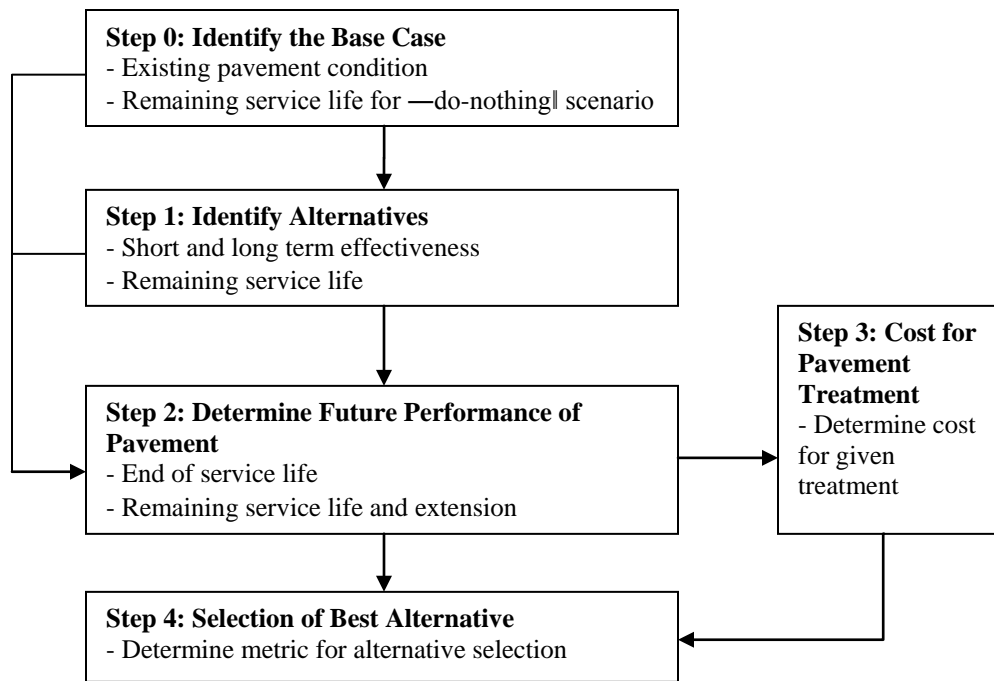 Step 0: Identify the Base Case
- Existing pavement condition
- Remaining service life for ―do-nothing‖ scenario
Step 1: Identify Alternatives
- Short and long term effectiveness
- Remaining service life
Step 2: Determine Future Performance of
Pavement
- End of service life
- Remaining service life and extension
Step 3: Cost for
Pavement
Treatment
- Determine cost
for given
treatment
Step 4: Selection of Best Alternative
- Determine metric for alternative selection